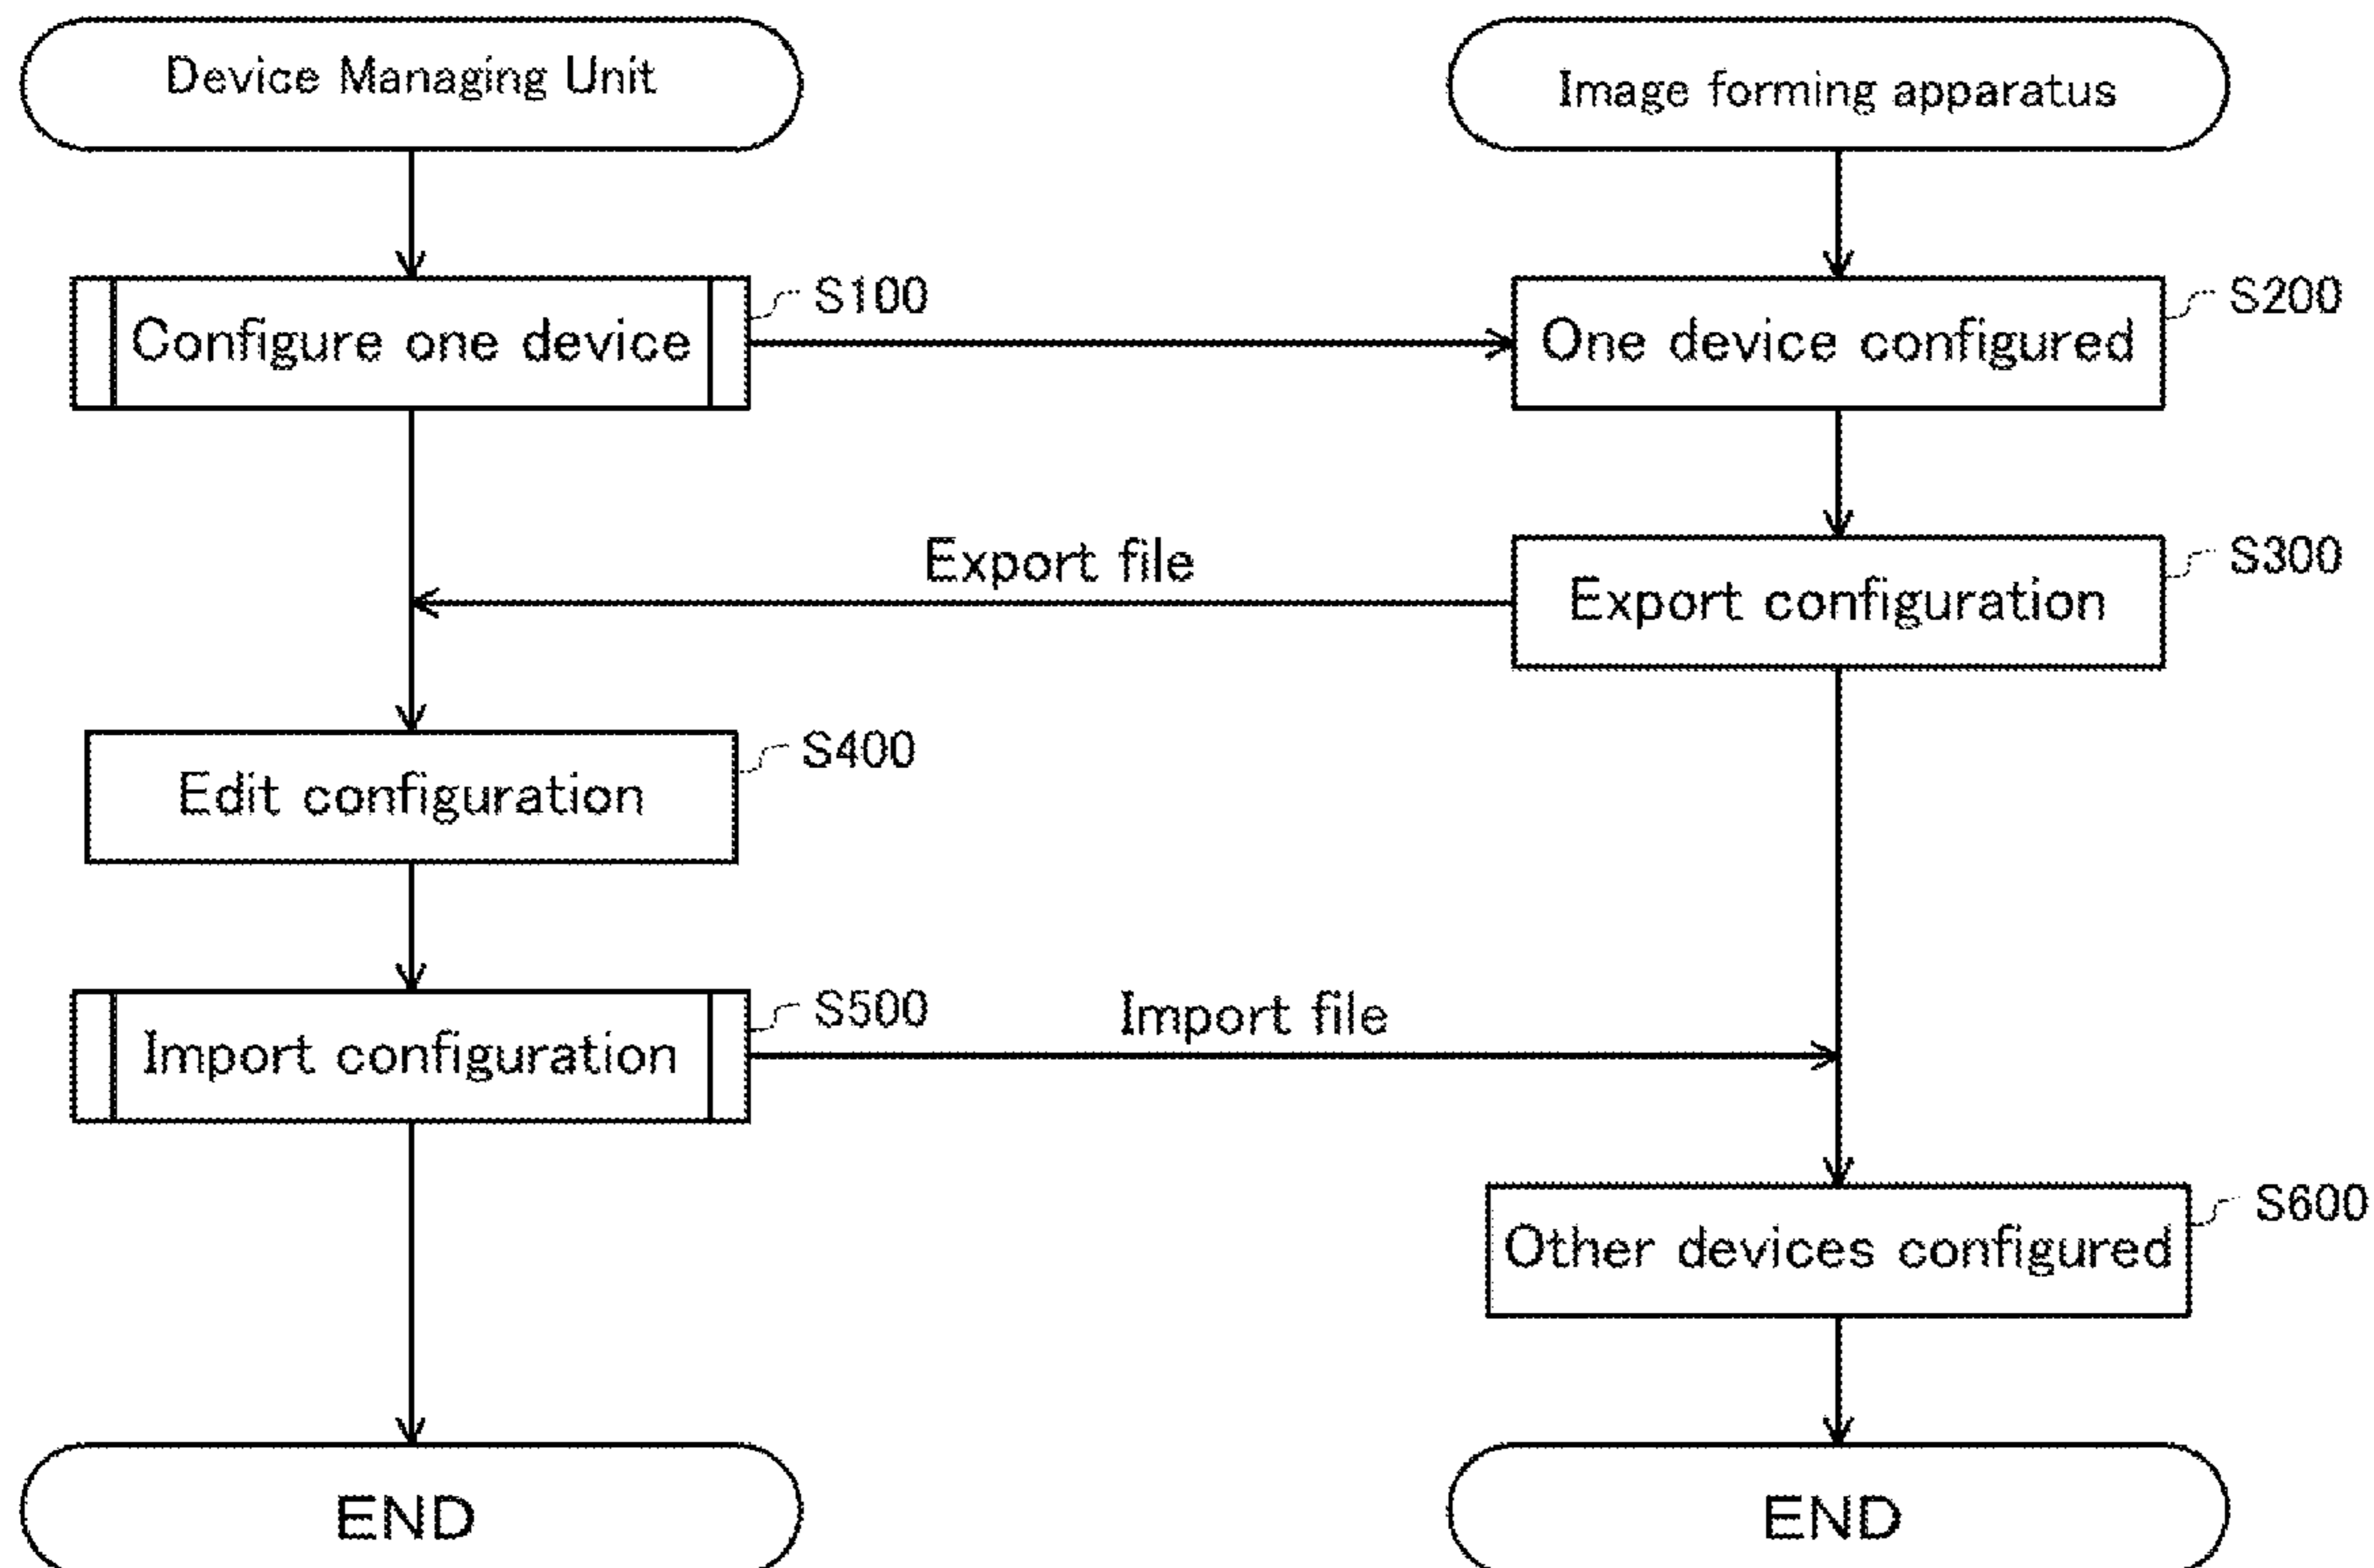 Device Managing Unit
Image forming apparatus
S100
S200
Configure one device
One device configured
Export file
S300
Export configuration
S400
Edit configuration
S500
Import file
Import configuration
S600
Other devices configured
END
END